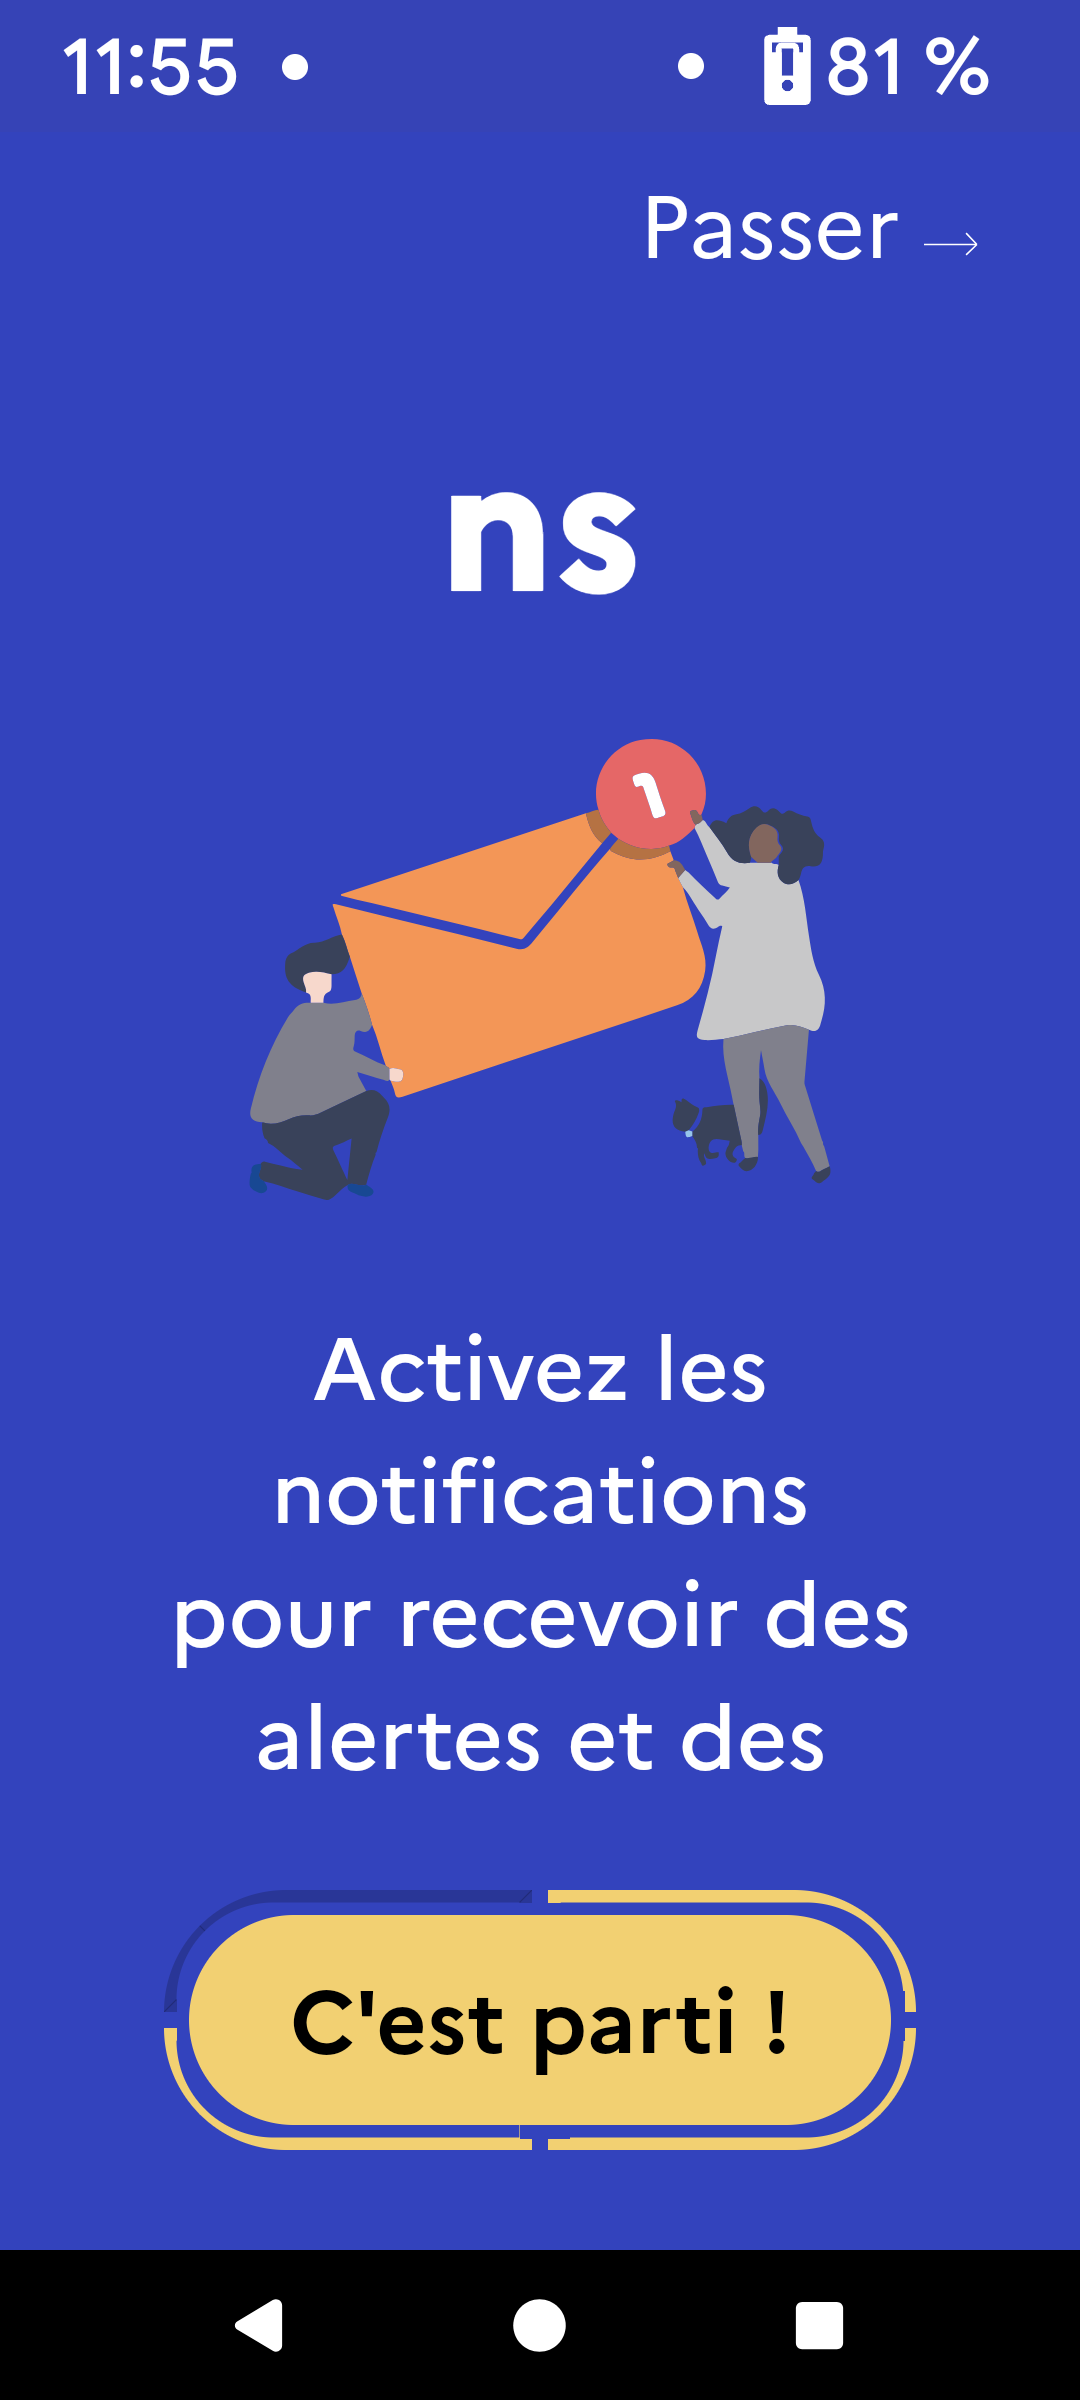 11:55
81 %
Passer →
ns
1
Activez les
notifications
pour recevoir des
alertes et des
C'est parti !